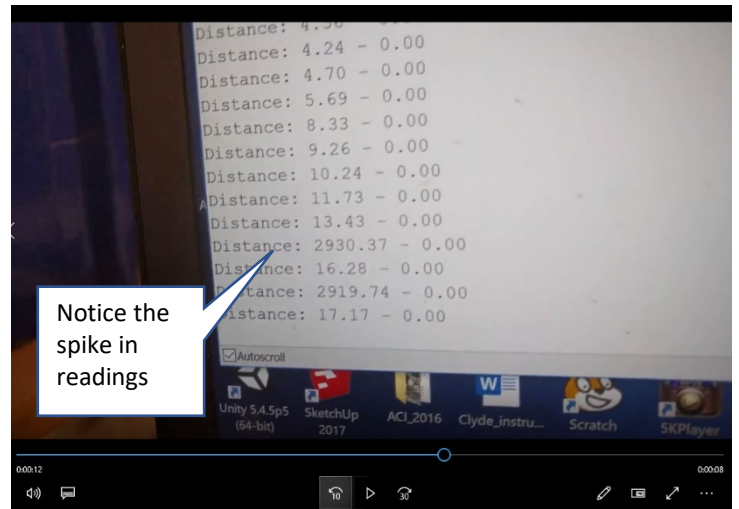 Distance:
Distance: 4.24 - 0.00
Distance: 4.70 - 0.00
Distance: 5.69 - 0.00
Distance: 8.33 - 0.00
Distance: 9.26 - 0.00
Distance: 10.24 - 0.00
Distance: 11.73 - 0.00
Distance: 13.43 - 0.00
Distance: 2930.37 - 0.00
Distance: 16.28 - 0.00
Distance: 2919.74 - 0.00
Distance: 17.17 - 0.00
Notice the
spike in
readings
Autoscroll
Unity 5.4.5p5
(64-bit)
SketchUp
2017
ACI_2016
Clyde_instru...
Scratch
5KPlayer
0:00:12
0:00:08
10
30